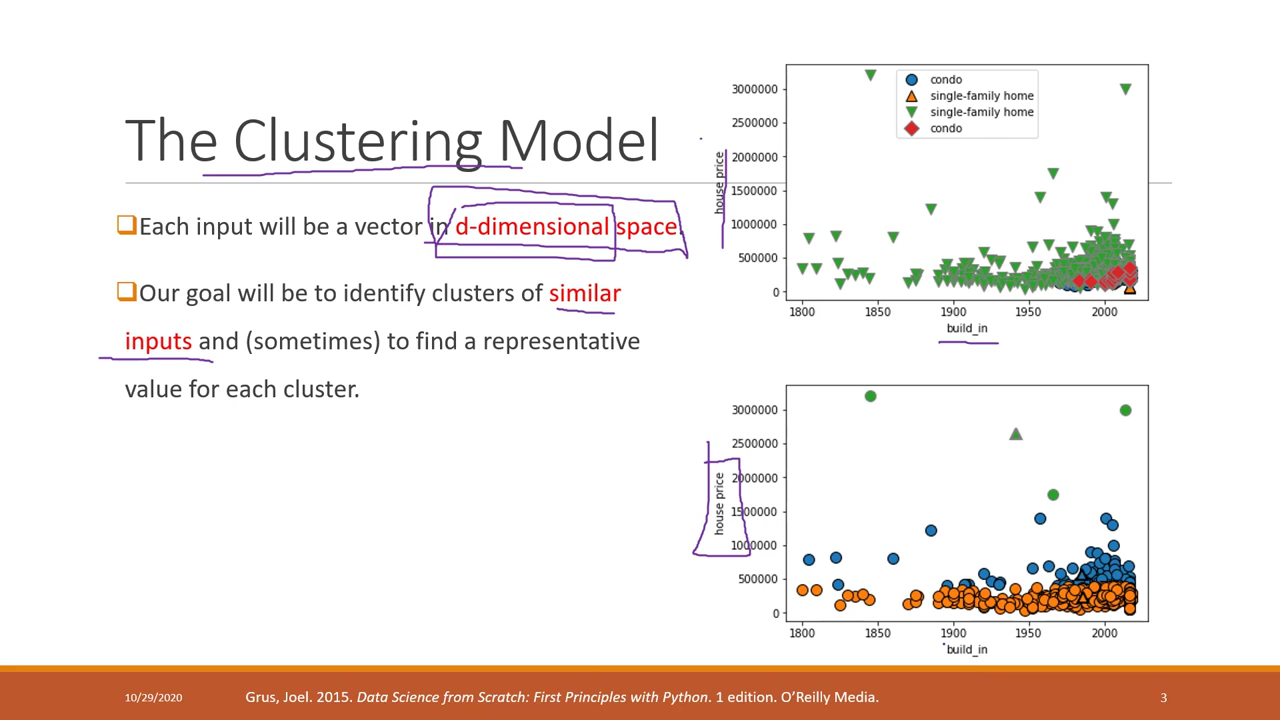 The Clustering Model
❑Each input will be a vector in d-dimensional space.
❑Our goal will be to identify clusters of similar
inputs and (sometimes) to find a representative
value for each cluster.
condo
single-family home
single-family home
condo
3000000
2500000
2000000
1500000
1000000
500000
0
house price
1800 1850 1900 1950 2000
build_in
3000000
2500000
2000000
1500000
1000000
500000
0
house price
1800 1850 1900 1950 2000
build_in
10/29/2020 Grus, Joel. 2015. Data Science from Scratch: First Principles with Python. 1 edition. O’Reilly Media. 3